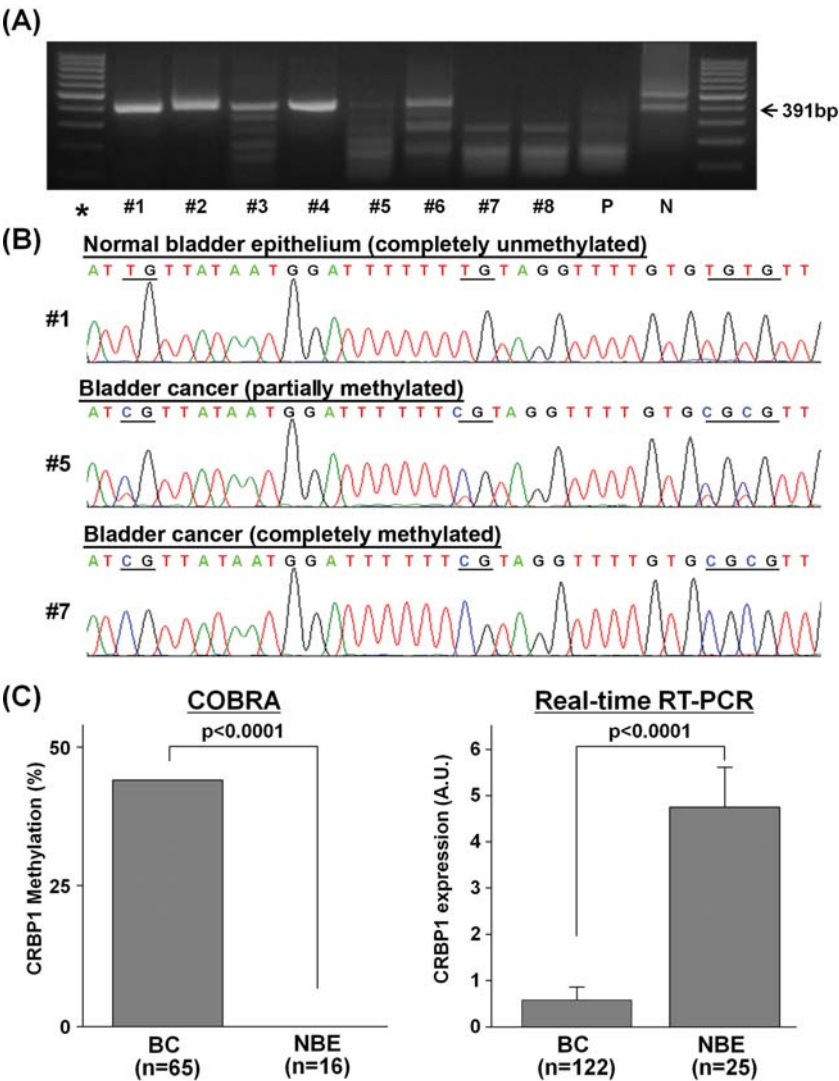 (A)
391bp
* #1 #2 #3 #4 #5 #6 #7 #8 P N
(B)
Normal bladder epithelium (completely unmethylated)
A T T G T T A T A A T G G A T T T T T T T G T A G G T T T T G T G T G T G T T
#1
Bladder cancer (partially methylated)
A T C G T T A T A A T G G A T T T T T T C G T A G G T T T T G T G C G C G T T
#5
Bladder cancer (completely methylated)
A T C G T T A T A A T G G A T T T T T T C G T A G G T T T T G T G C G C G T T
#7
(C)
COBRA
p<0.0001
CRBP1 Methylation (%)
50
25
0
BC
(n=65)
NBE
(n=16)
Real-time RT-PCR
p<0.0001
CRBP1 expression (A.U.)
6
5
4
3
2
1
0
BC
(n=122)
NBE
(n=25)